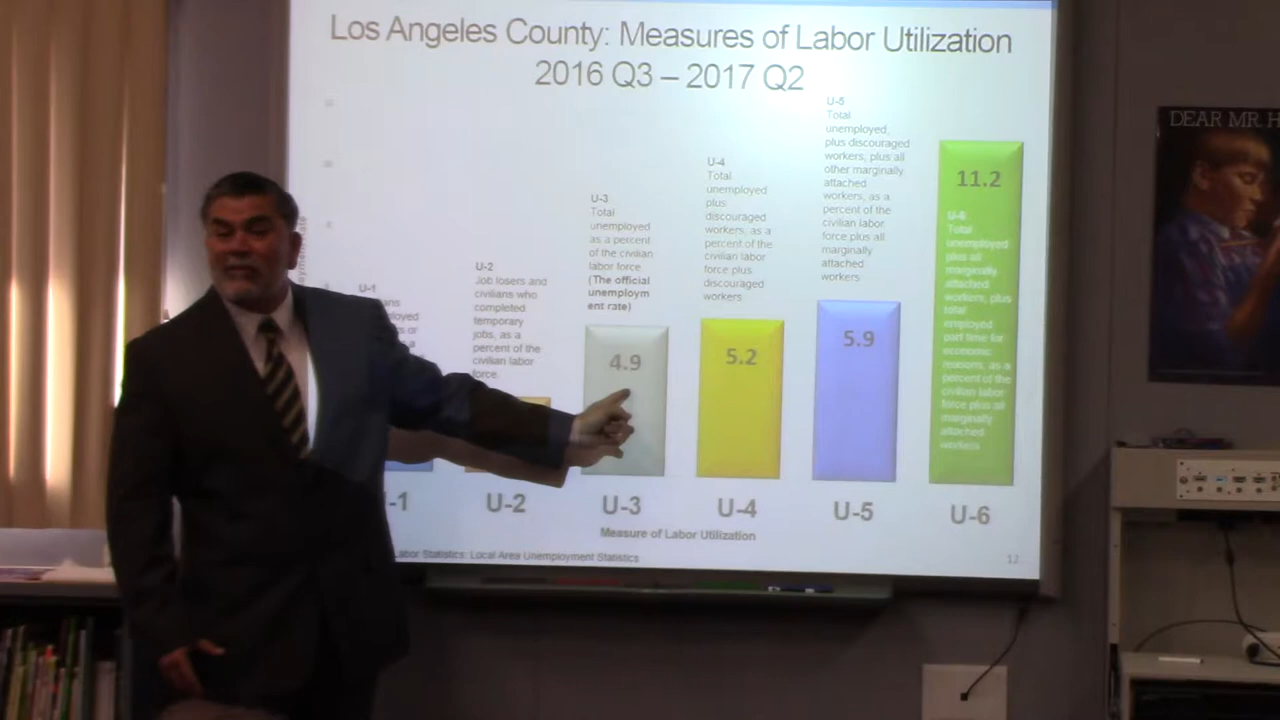 Los Angeles County: Measures of Labor Utilization
2016 Q3 – 2017 Q2
U-1
U-2
Job losers and
civilians who
completed
temporary
jobs, as a
percent of the
civilian labor
force.
U-3
Total
unemployed
as a percent
of the civilian
labor force
(The official
unemploym
ent rate)
4.9
U-4
Total
unemployed
plus
discouraged
workers, as a
percent of the
civilian labor
force plus
discouraged
workers
5.2
U-5
Total
unemployed,
plus discouraged
workers, plus all
other marginally
attached
workers, as a
percent of the
civilian labor
force plus all
marginally
attached
workers
5.9
11.2
U-6
Total
unemployed
plus all
marginally
attached
workers, plus
total
employed
part time for
economic
reasons, as a
percent of the
civilian labor
force plus all
marginally
attached
workers
-1
U-2
U-3
U-4
U-5
U-6
Measure of Labor Utilization
Labor Statistics: Local Area Unemployment Statistics
12
DEAR MR. H